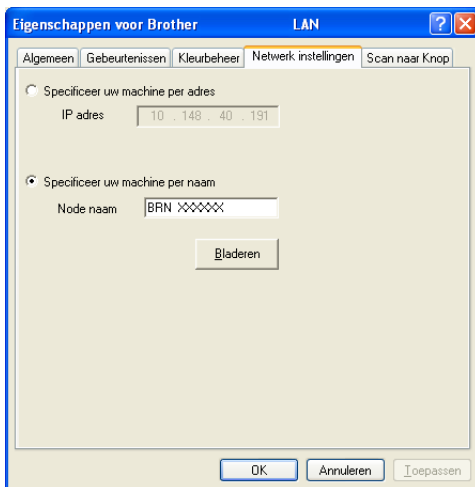 Eigenschappen voor Brother LAN
Algemeen Gebeurtenissen Kleurbeheer Netwerk instellingen Scan naar Knop
Specificeer uw machine per adres
IP adres 10 . 148 . 40 . 191
Specificeer uw machine per naam
Node naam BRN XXXXXX
Bladeren
OK Annuleren Toepassen